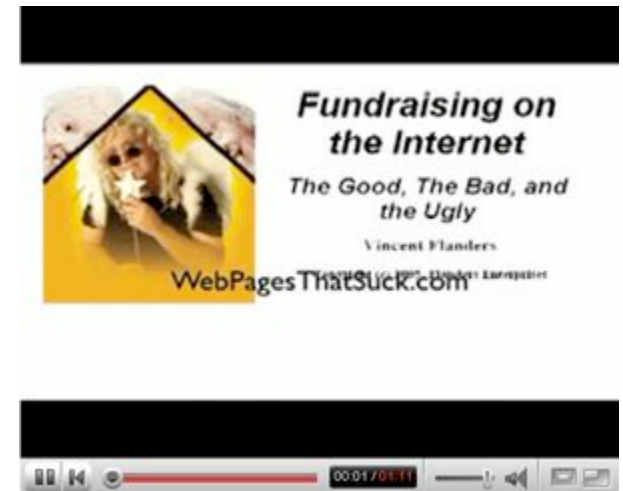 Fundraising on
the Internet
The Good, The Bad, and
the Ugly
Vincent Flanders
WebPagesThatSuck.com
00:01 / 01:11